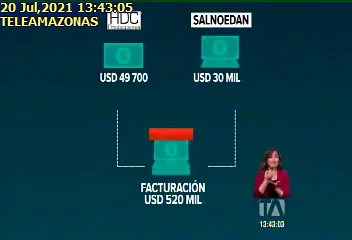 20 Jul,2021 13:43:05
TELEAMAZONAS
HDC
SALNOEDAN
USD 49 700
USD 30 MIL
FACTURACIÓN
USD 520 MIL
TA
13:43:03